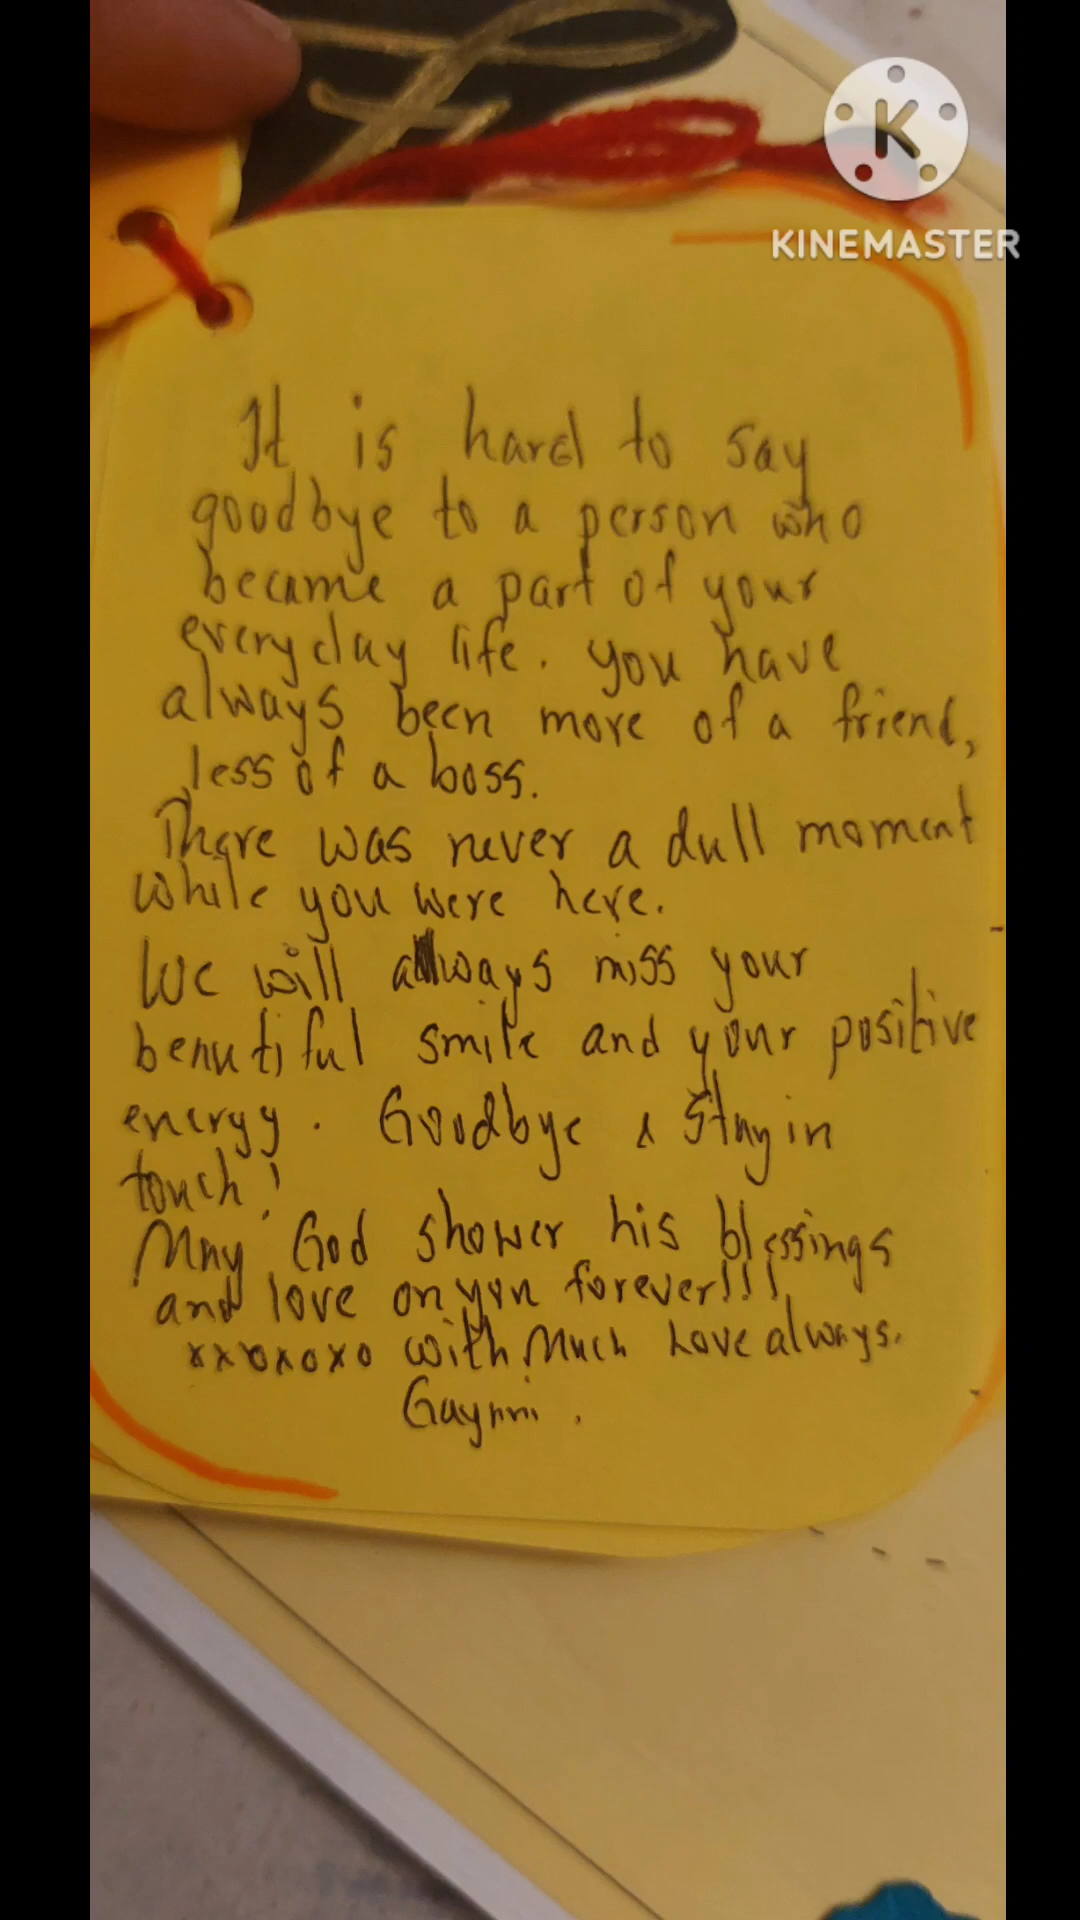 KINEMASTER
It is hard to say
goodbye to a person who
became a part of your
everyday life. you have
always been more of a friend,
less of a boss.
There was never a dull moment
while you were here.
We will always miss your
beautiful smile and your positive
energy. Goodbye & Stay in
touch!
May God shower his blessings
and love on you forever!!!
xxoxoxo with Much Love always.